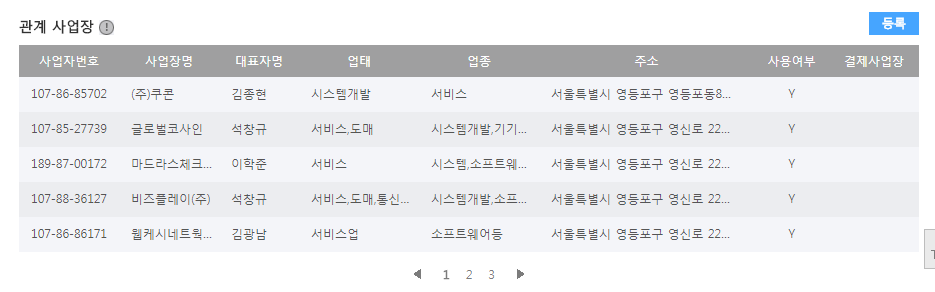 관계 사업장
등록
사업자번호 사업장명 대표자명 업태 업종 주소 사용여부 결제사업장
107-86-85702 (주)쿠콘 김종현 시스템개발 서비스 서울특별시 영등포구 영등포동8... Y
107-85-27739 글로벌코사인 석창규 서비스,도매 시스템개발,기기... 서울특별시 영등포구 영신로 22... Y
189-87-00172 마드라스체크... 이학준 서비스 시스템,소프트웨... 서울특별시 영등포구 영신로 22... Y
107-88-36127 비즈플레이(주) 석창규 서비스,도매,통신... 시스템개발,소프... 서울특별시 영등포구 영신로 22... Y
107-86-86171 웹케시네트웍... 김광남 서비스업 소프트웨어등 서울특별시 영등포구 영신로 22... Y
1 2 3